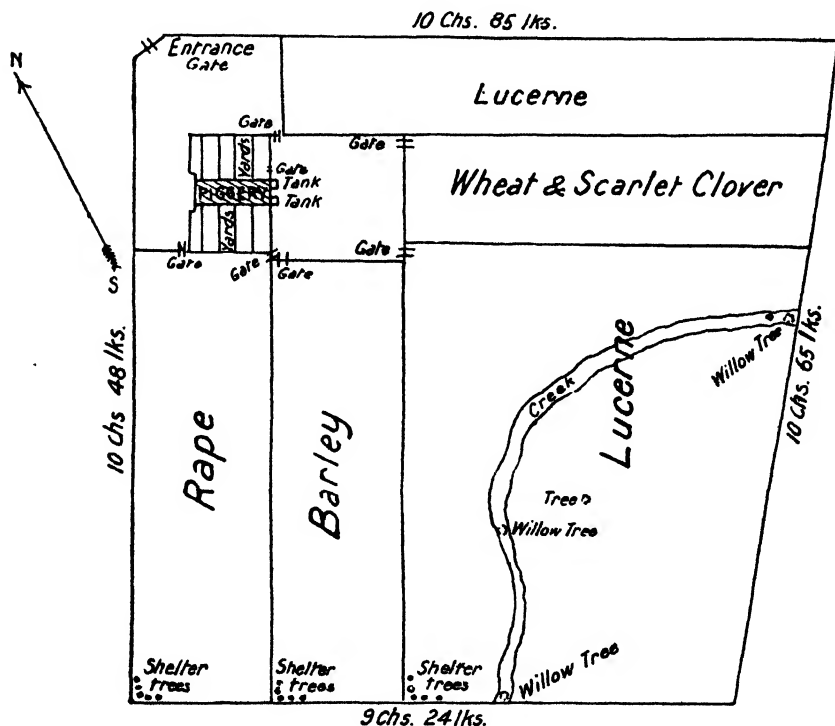 10 Chs. 85 lks.
N
Entrance
Gate
Lucerne
Gate
Gate
Yards
Gate
Tank
Wheat & Scarlet Clover
Tank
Yards
Gate
Gate
Gate
Gate
S
10 Chs 48 lks.
Willow Tree
10 Chs. 65 lks.
Creek
Lucerne
Rape
Barley
Tree
Willow Tree
Shelter
trees
Shelter
trees
Shelter
trees
Willow Tree
9 Chs. 24 lks.